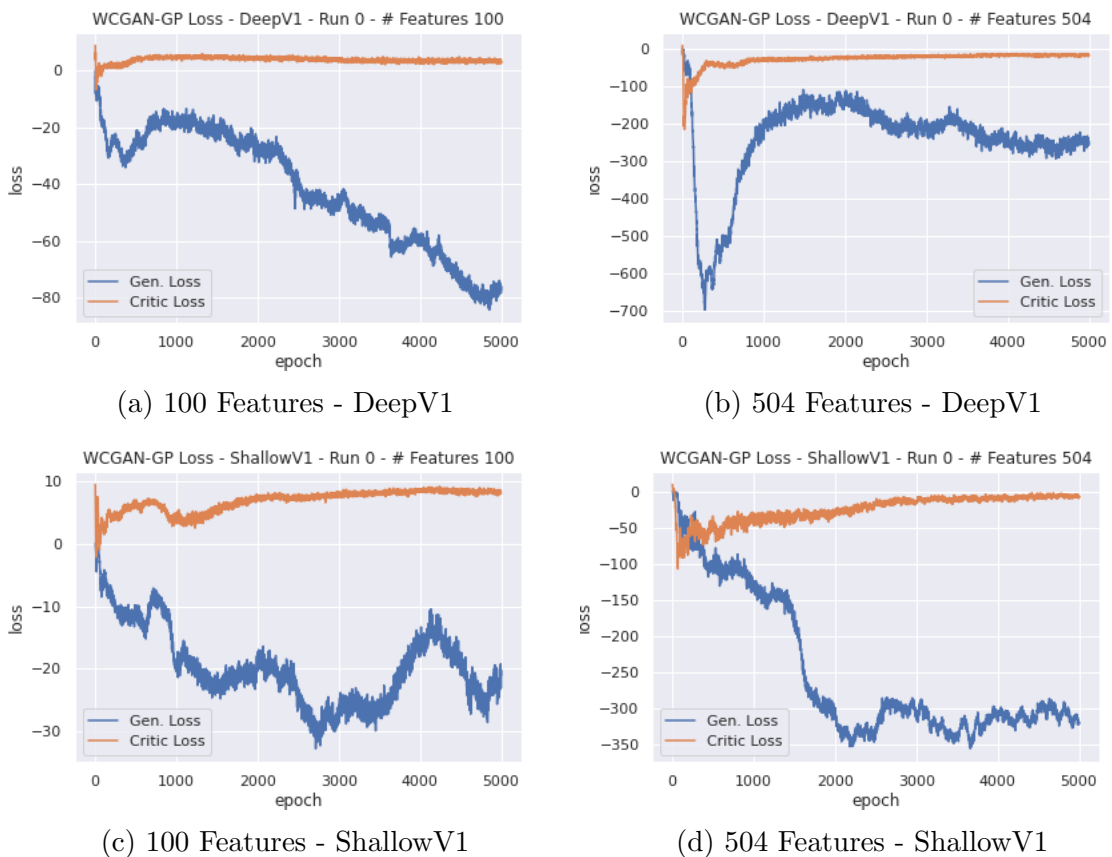 WCGAN-GP Loss - DeepV1 - Run 0 - # Features 100
0
−20
−40
−60
−80
loss
Gen. Loss
Critic Loss
0 1000 2000 3000 4000 5000
epoch
(a) 100 Features - DeepV1
WCGAN-GP Loss - DeepV1 - Run 0 - # Features 504
0
−100
−200
−300
−400
−500
−600
−700
loss
Gen. Loss
Critic Loss
0 1000 2000 3000 4000 5000
epoch
(b) 504 Features - DeepV1
WCGAN-GP Loss - ShallowV1 - Run 0 - # Features 100
10
0
−10
−20
−30
loss
Gen. Loss
Critic Loss
0 1000 2000 3000 4000 5000
epoch
(c) 100 Features - ShallowV1
WCGAN-GP Loss - ShallowV1 - Run 0 - # Features 504
0
−50
−100
−150
−200
−250
−300
−350
loss
Gen. Loss
Critic Loss
0 1000 2000 3000 4000 5000
epoch
(d) 504 Features - ShallowV1